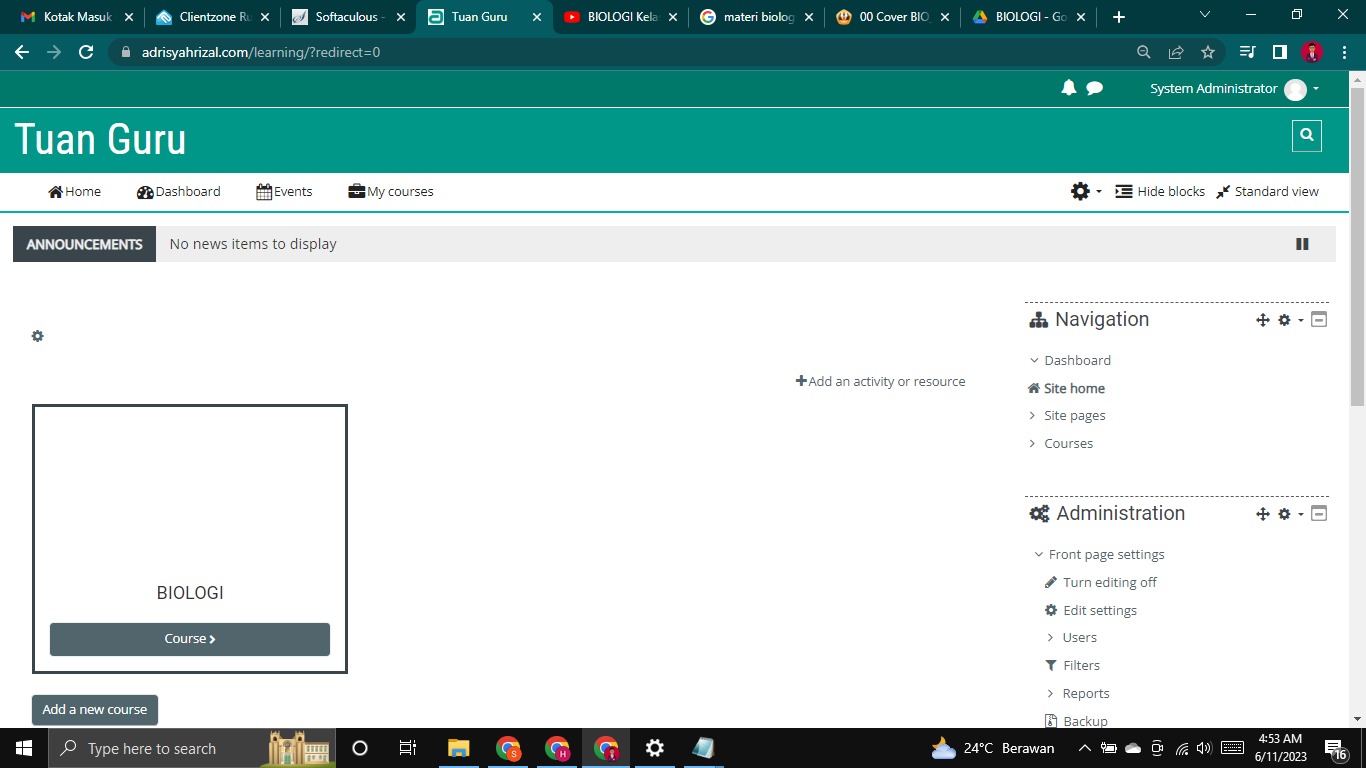 Kotak Masuk
Clientzone Ru
Softaculous -
Tuan Guru
BIOLOGI Kela
materi biolog
00 Cover BIO
BIOLOGI - Go
adrisyahrizal.com/learning/?redirect=0
System Administrator
Tuan Guru
Home
Dashboard
Events
My courses
Hide blocks
Standard view
ANNOUNCEMENTS
No news items to display
Add an activity or resource
BIOLOGI
Course
Add a new course
Navigation
Dashboard
Site home
Site pages
Courses
Administration
Front page settings
Turn editing off
Edit settings
Users
Filters
Reports
Backup
Type here to search
S
H
24°C Berawan
4:53 AM
6/11/2023
16